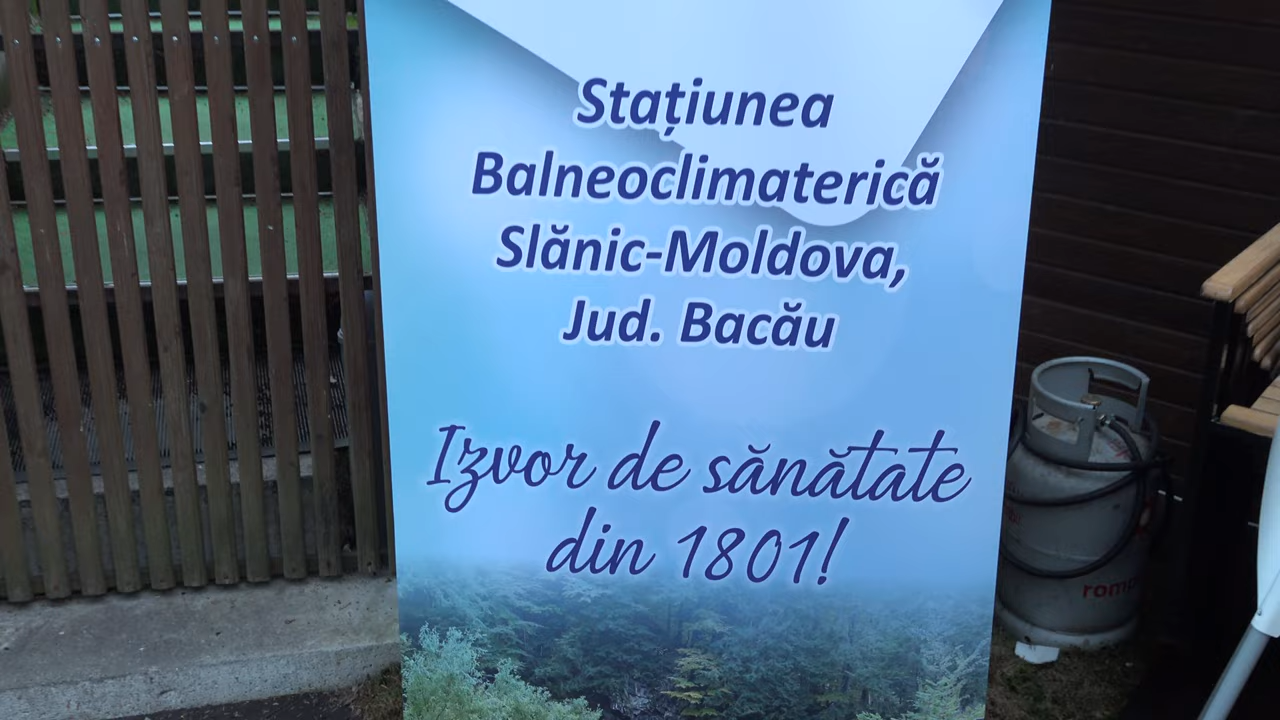 Stațiunea
Balneoclimaterică
Slănic-Moldova,
Jud. Bacău
Izvor de sănătate
din 1801!